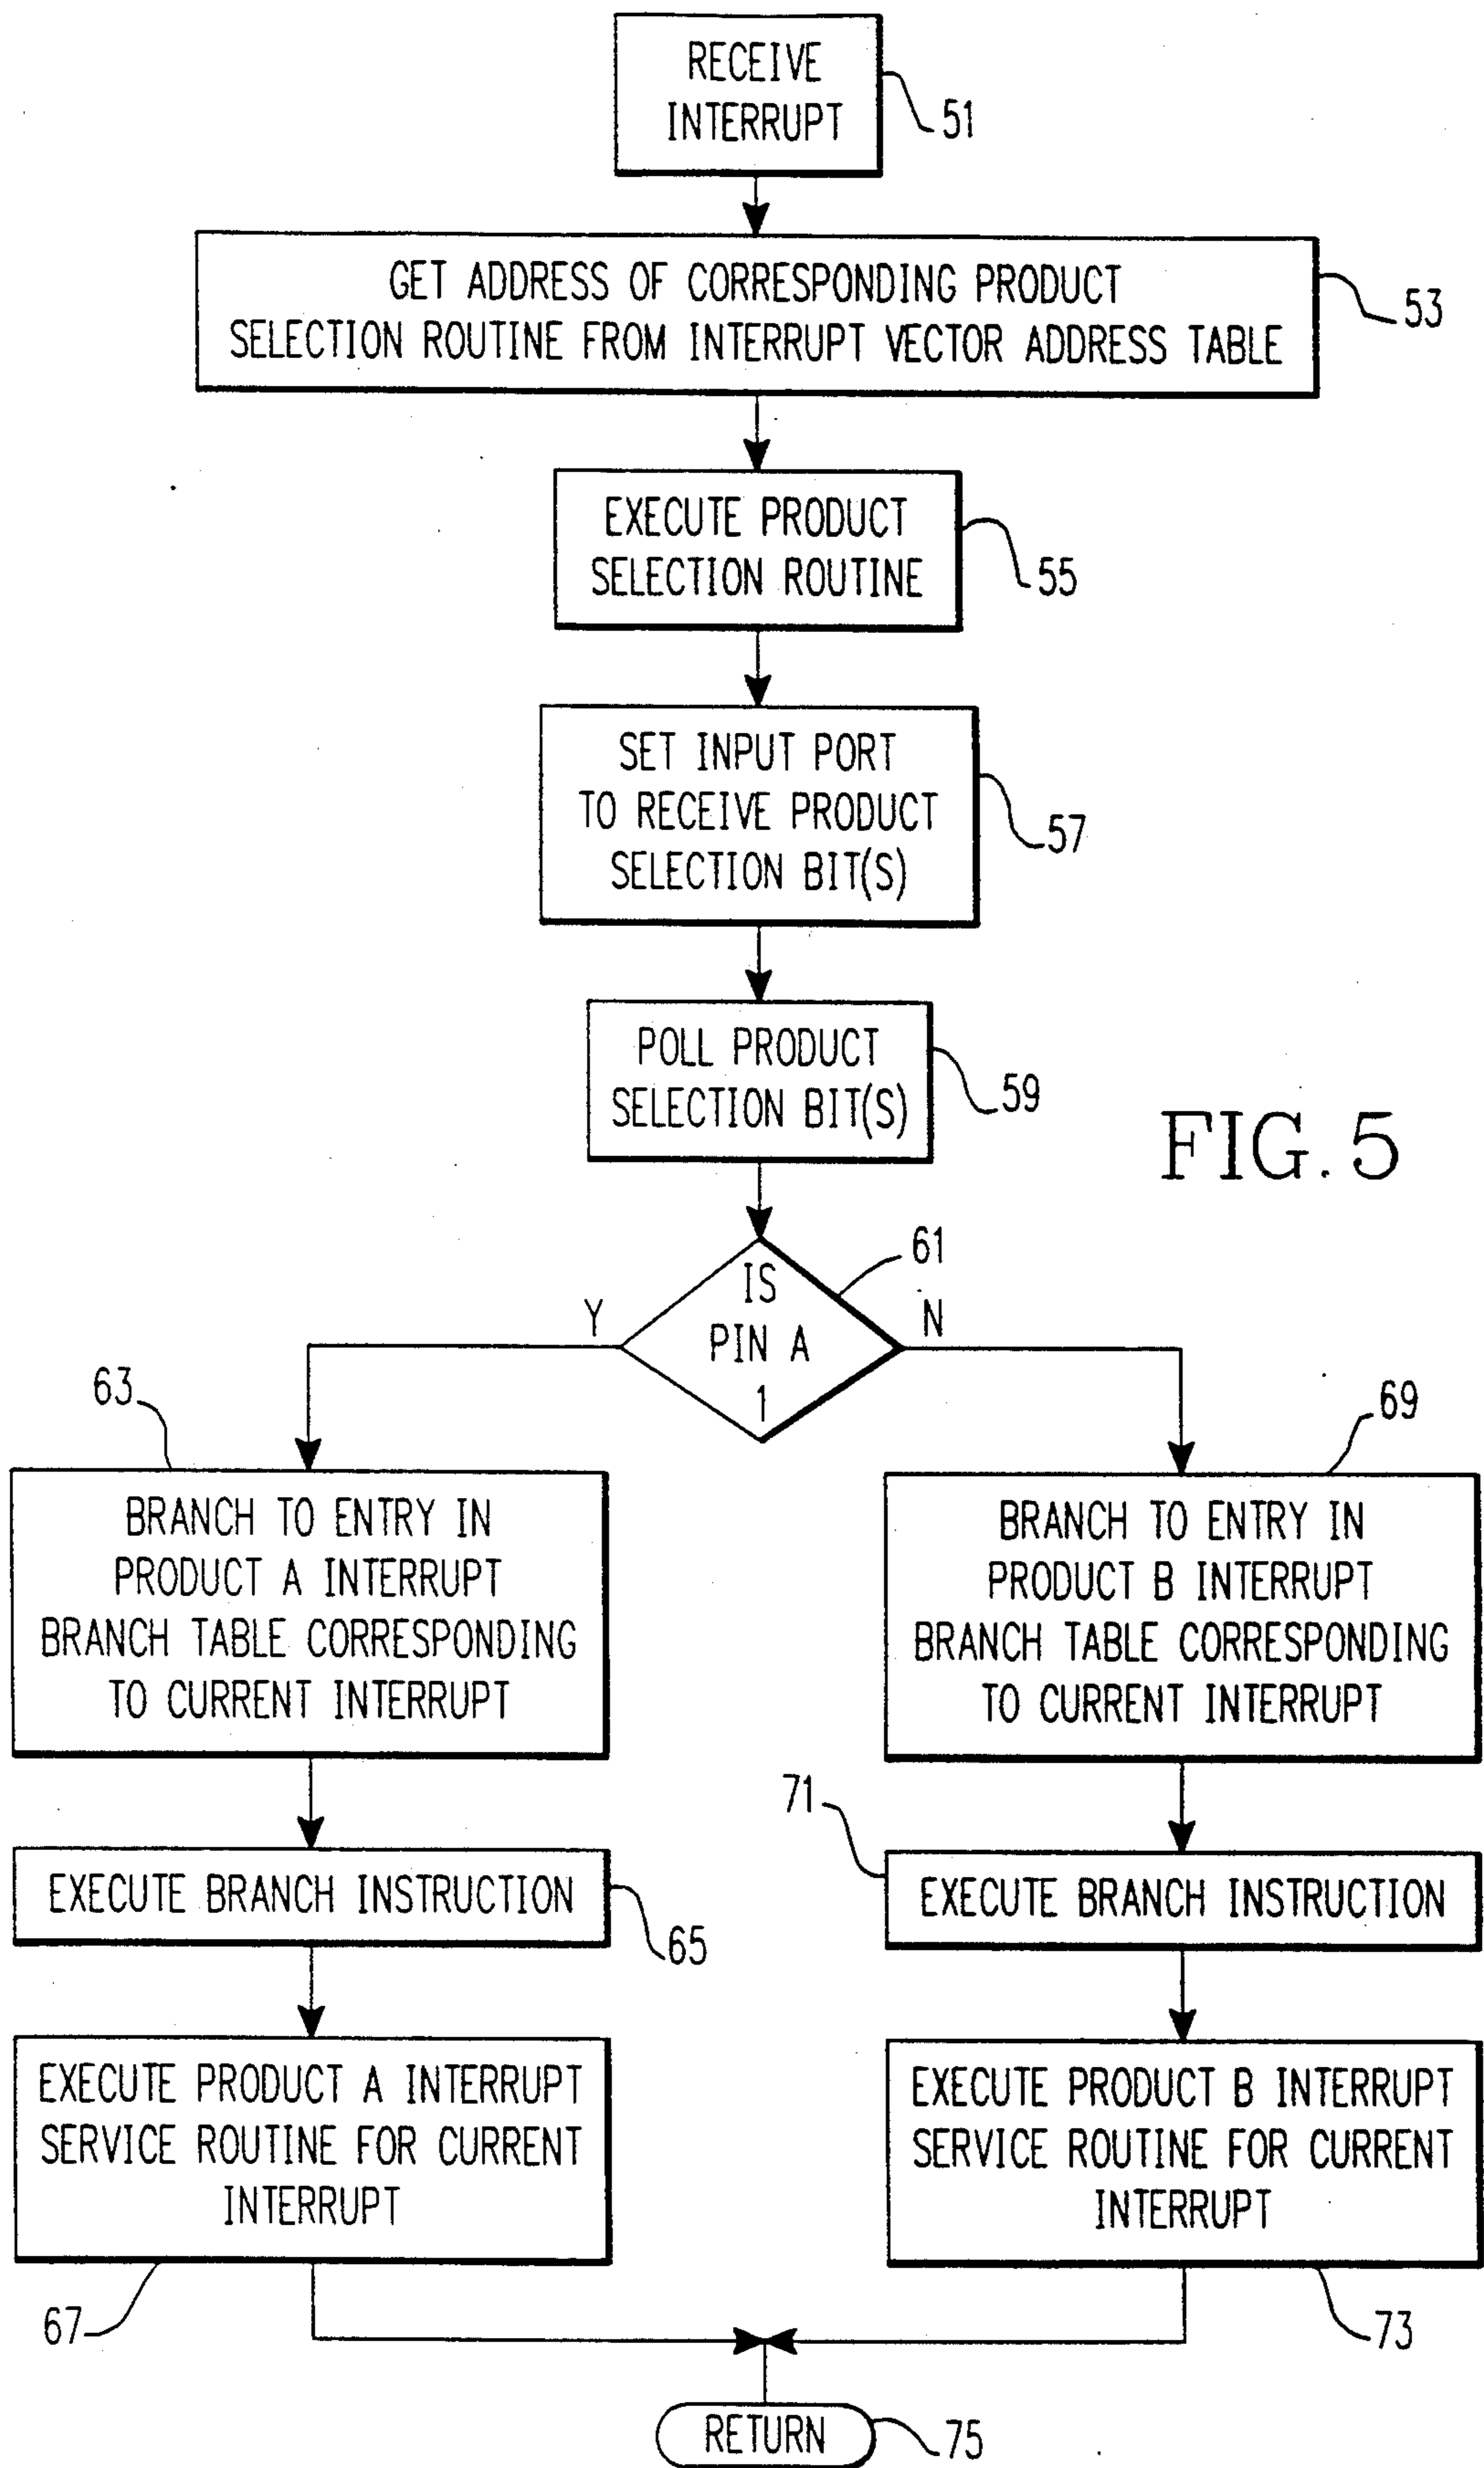 RECEIVE
INTERRUPT
51
GET ADDRESS OF CORRESPONDING PRODUCT
SELECTION ROUTINE FROM INTERRUPT VECTOR ADDRESS TABLE
53
EXECUTE PRODUCT
SELECTION ROUTINE
55
SET INPUT PORT
TO RECEIVE PRODUCT
SELECTION BIT(S)
57
POLL PRODUCT
SELECTION BIT(S)
59
FIG. 5
61
IS
PIN A
1
Y
N
63
BRANCH TO ENTRY IN
PRODUCT A INTERRUPT
BRANCH TABLE CORRESPONDING
TO CURRENT INTERRUPT
69
BRANCH TO ENTRY IN
PRODUCT B INTERRUPT
BRANCH TABLE CORRESPONDING
TO CURRENT INTERRUPT
EXECUTE BRANCH INSTRUCTION
65
71
EXECUTE BRANCH INSTRUCTION
EXECUTE PRODUCT A INTERRUPT
SERVICE ROUTINE FOR CURRENT
INTERRUPT
67
EXECUTE PRODUCT B INTERRUPT
SERVICE ROUTINE FOR CURRENT
INTERRUPT
73
RETURN
75